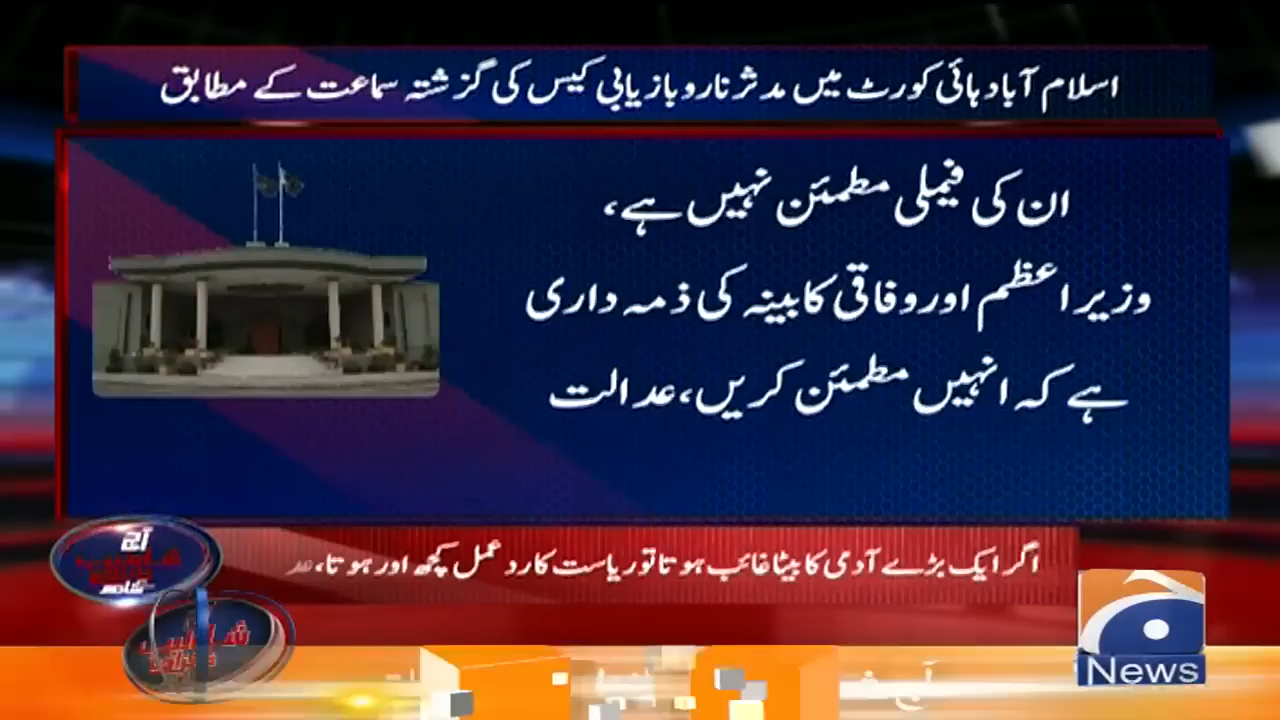 اسلام آباد ہائی کورٹ میں مدثر نارو بازیابی کیس کی گزشتہ سماعت کے مطابق
ان کی فیملی مطمئن نہیں ہے،
وزیراعظم اور وفاقی کابینہ کی ذمہ داری
ہے کہ انہیں مطمئن کریں، عدالت
آج
اگر ایک بڑے آدمی کا بیٹا غائب ہوتا تو ریاست کا ردعمل کچھ اور ہوتا،
News